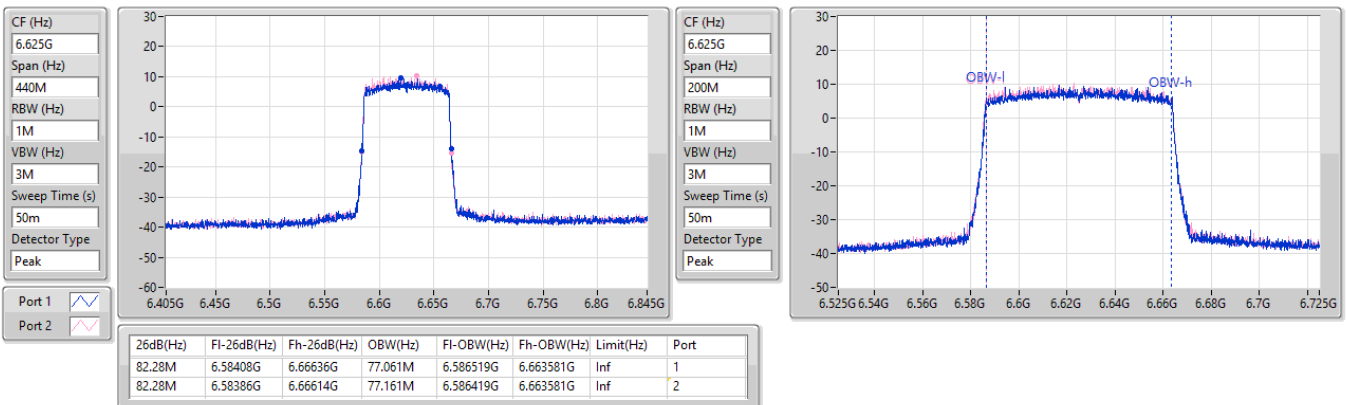 CF (Hz)
6.625G
Span (Hz)
440M
RBW (Hz)
1M
VBW (Hz)
3M
Sweep Time (s)
50m
Detector Type
Peak
Port 1
Port 2
30
20
10
0
-10
-20
-30
-40
-50
-60
6.405G 6.45G 6.5G 6.55G 6.6G 6.65G 6.7G 6.75G 6.8G 6.845G
CF (Hz)
6.625G
Span (Hz)
200M
RBW (Hz)
1M
VBW (Hz)
3M
Sweep Time (s)
50m
Detector Type
Peak
30
20
10
0
-10
-20
-30
-40
-50
OBW-l
OBW-h
6.525G 6.54G 6.56G 6.58G 6.6G 6.62G 6.64G 6.66G 6.68G 6.7G 6.725G
26dB(Hz) Fl-26dB(Hz) Fh-26dB(Hz) OBW(Hz) Fl-OBW(Hz) Fh-OBW(Hz) Limit(Hz) Port
82.28M 6.58408G 6.66636G 77.061M 6.586519G 6.663581G Inf 1
82.28M 6.58386G 6.66614G 77.161M 6.586419G 6.663581G Inf 2